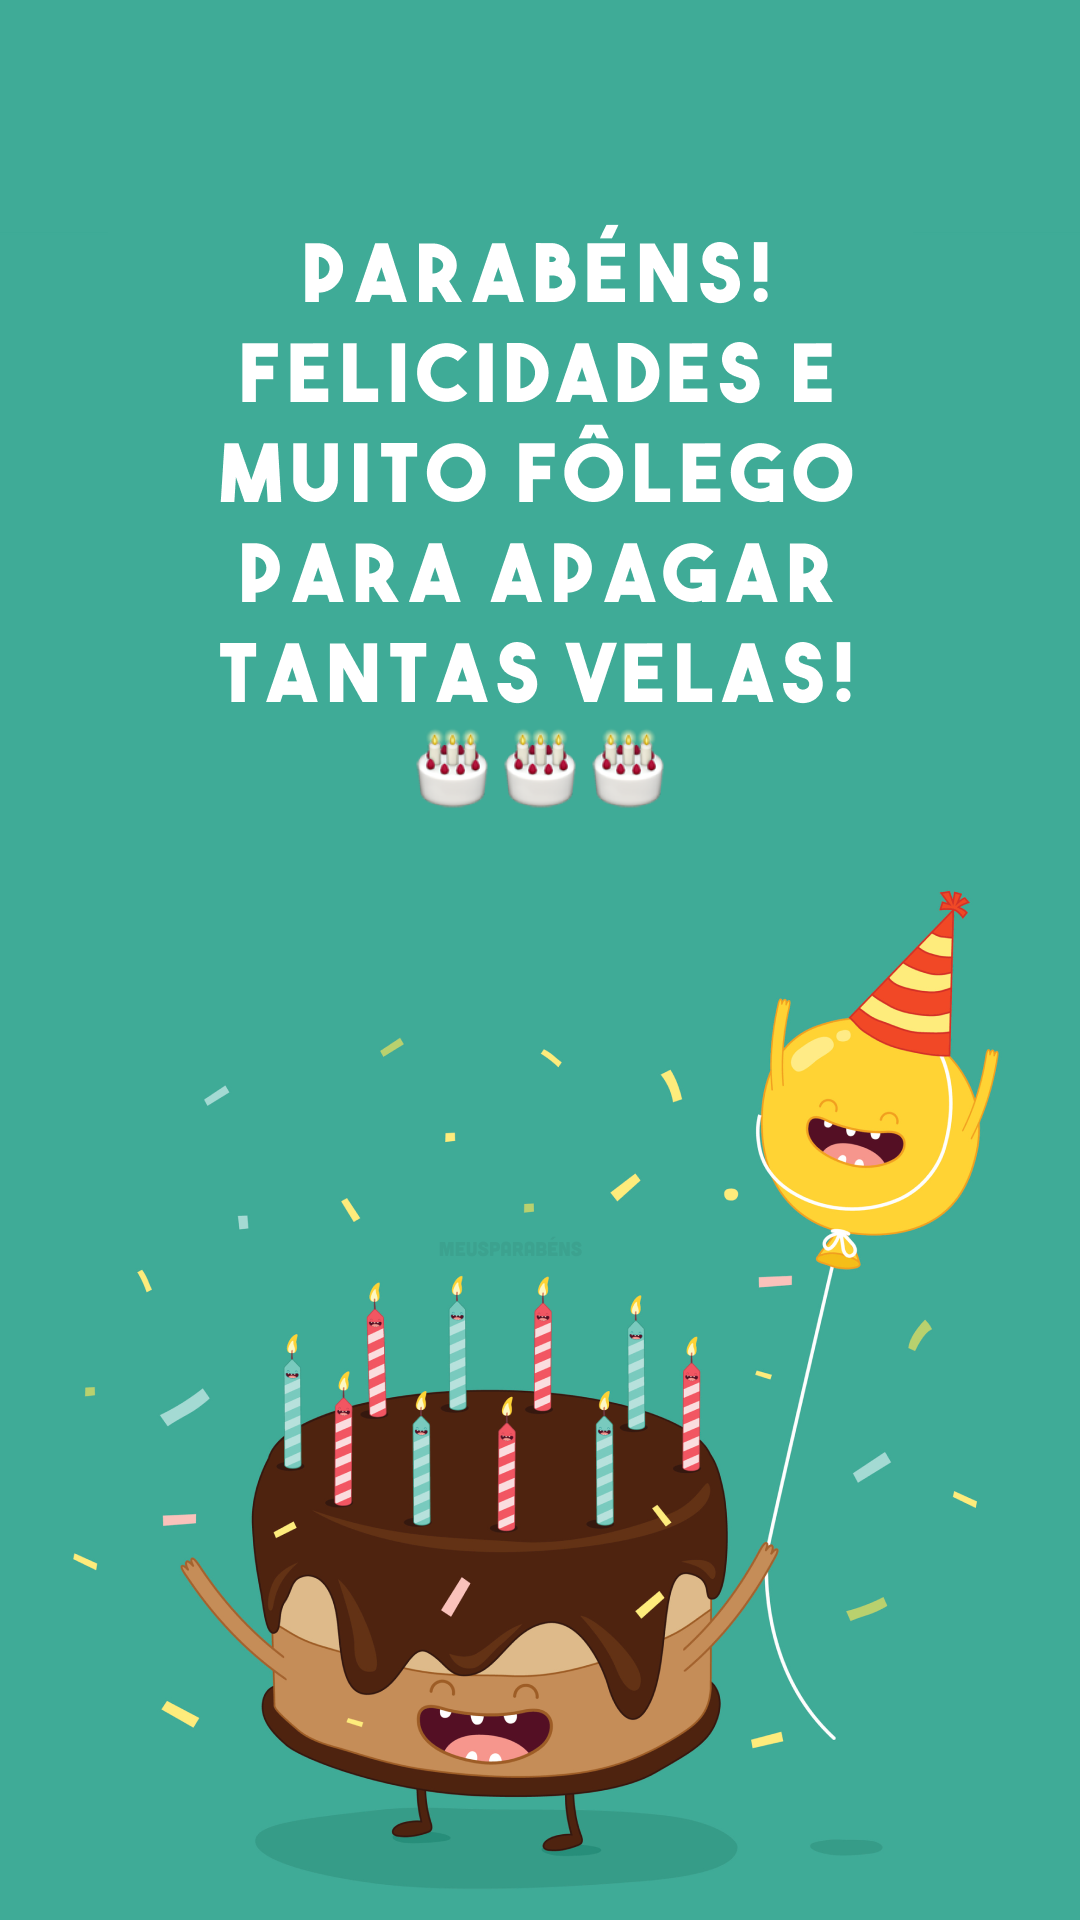 PARABÉNS!
FELICIDADES E
MUITO FÔLEGO
PARA APAGAR
TANTAS VELAS!
🎂🎂🎂
MEUSPARABÉNS